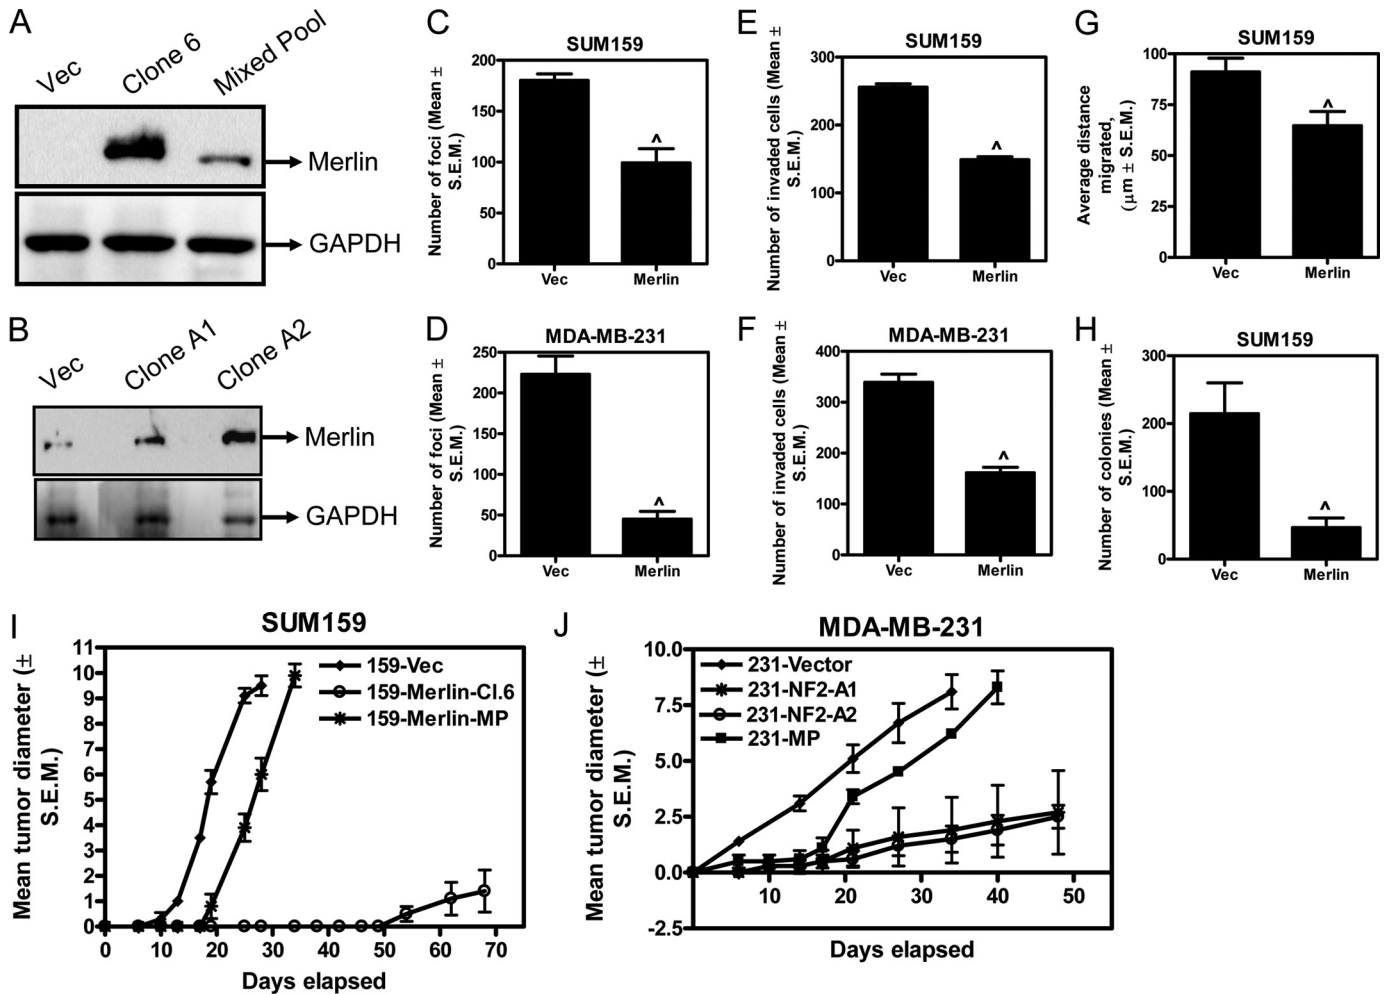 A
Vec
Clone 6
Mixed Pool
Merlin
GAPDH
B
Vec
Clone A1
Clone A2
Merlin
GAPDH
C
SUM159
Number of foci (Mean ±
S.E.M.)
200
150
100
50
0
^
Vec
Merlin
D
MDA-MB-231
Number of foci (Mean ±
S.E.M.)
250
200
150
100
50
0
^
Vec
Merlin
E
SUM159
Number of invaded cells (Mean ±
S.E.M.)
300
200
100
0
^
Vec
Merlin
F
MDA-MB-231
Number of invaded cells (Mean ±
S.E.M.)
400
300
200
100
0
^
Vec
Merlin
G
SUM159
Average distance
migrated,
(μm ± S.E.M.)
100
75
50
25
0
^
Vec
Merlin
H
SUM159
Number of colonies (Mean ±
S.E.M.)
300
200
100
0
^
Vec
Merlin
I
SUM159
Mean tumor diameter (±
S.E.M.)
11
10
9
8
7
6
5
4
3
2
1
0
159-Vec
159-Merlin-Cl.6
159-Merlin-MP
0 10 20 30 40 50 60 70
Days elapsed
J
MDA-MB-231
Mean tumor diameter (±
S.E.M.)
10.0
7.5
5.0
2.5
0.0
-2.5
231-Vector
231-NF2-A1
231-NF2-A2
231-MP
10 20 30 40 50
Days elapsed